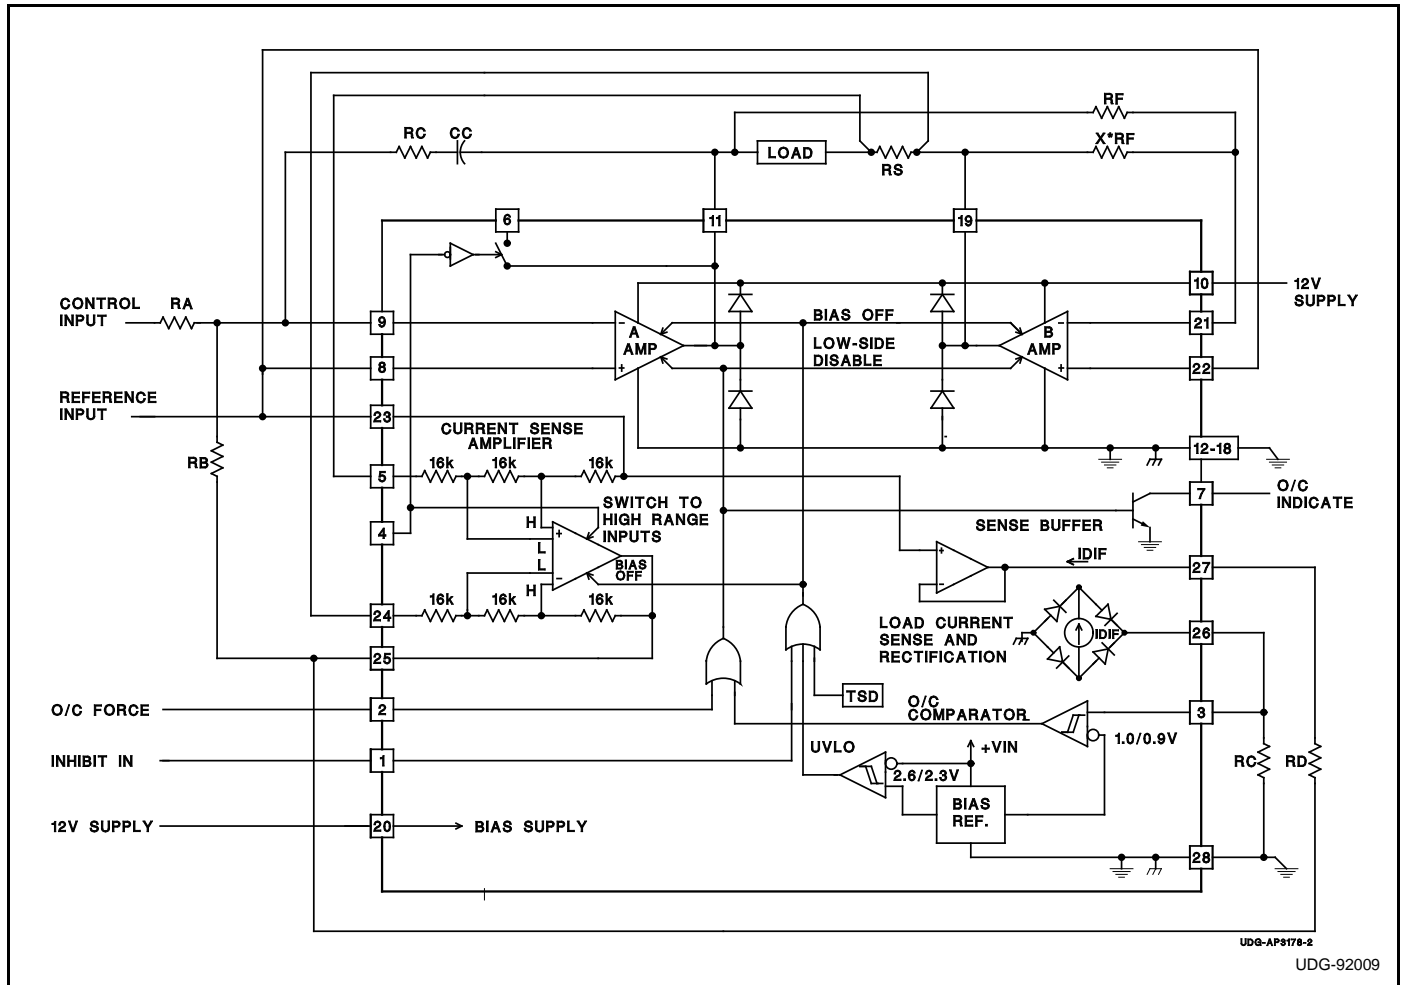 RF
RC CC
LOAD
X*RF
RS
6
11
19
CONTROL
INPUT
RA
9
10
12V
SUPPLY
-
A
AMP
+
BIAS OFF
LOW-SIDE
DISABLE
-
B
AMP
+
21
8
22
REFERENCE
INPUT
23
CURRENT SENSE
AMPLIFIER
12-18
RB
16k 16k 16k
5
7
O/C
INDICATE
SWITCH TO
HIGH RANGE
INPUTS
SENSE BUFFER
4
H
L
L
H
+
-
BIAS
OFF
+
-
IDIF
27
16k 16k 16k
24
LOAD CURRENT
SENSE AND
RECTIFICATION
IDIF
26
25
TSD
O/C FORCE
2
O/C
COMPARATOR
3
1.0/0.9V
INHIBIT IN
1
UVLO
+VIN
2.6/2.3V
RC RD
BIAS
REF.
12V SUPPLY
20
BIAS SUPPLY
28
UDG-AP3176-2
UDG-92009